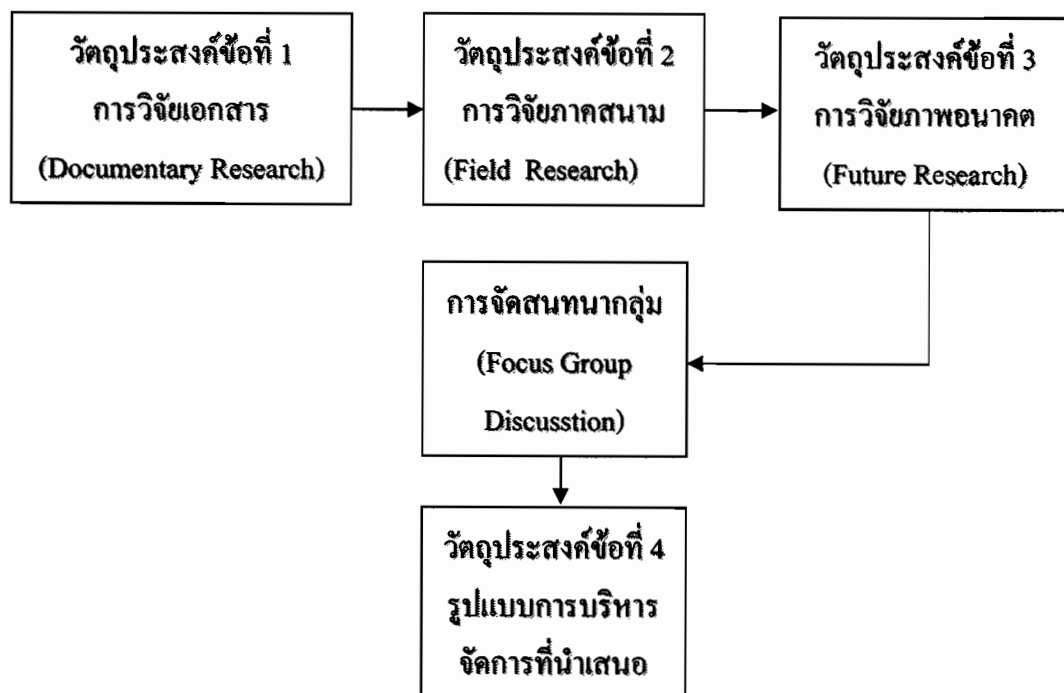 วัตถุประสงค์ข้อที่ 1
การวิจัยเอกสาร
(Documentary Research)
วัตถุประสงค์ข้อที่ 2
การวิจัยภาคสนาม
(Field Research)
วัตถุประสงค์ข้อที่ 3
การวิจัยภาพอนาคต
(Future Research)
การจัดสนทนากลุ่ม
(Focus Group
Discusstion)
วัตถุประสงค์ข้อที่ 4
รูปแบบการบริหาร
จัดการที่นำเสนอ